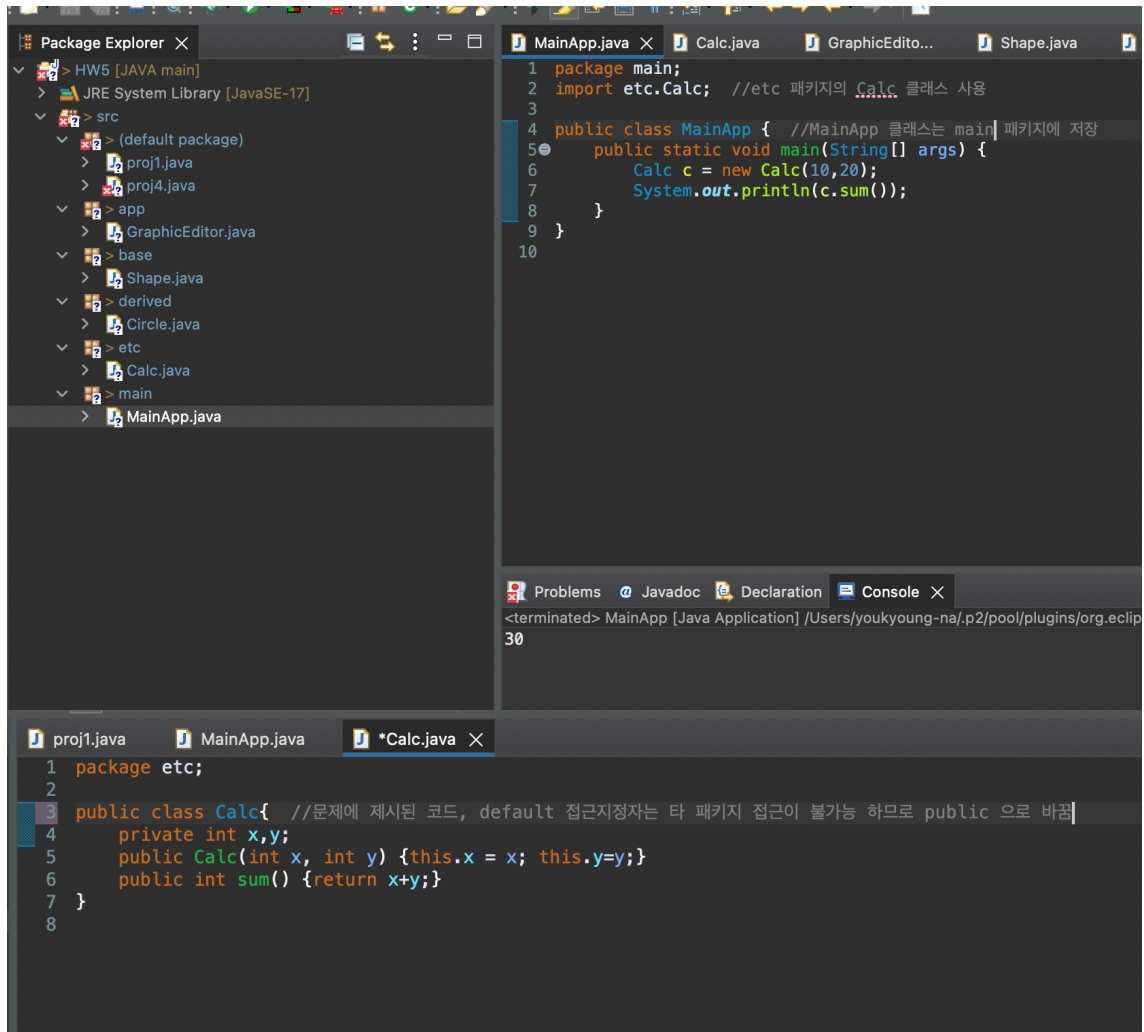 Package Explorer
> HW5 [JAVA main]
JRE System Library [JavaSE-17]
> src
> (default package)
proj1.java
proj4.java
> app
GraphicEditor.java
> base
Shape.java
> derived
Circle.java
> etc
Calc.java
> main
MainApp.java
MainApp.java Calc.java GraphicEdito... Shape.java
1 package main;
2 import etc.Calc; //etc 패키지의 Calc 클래스 사용
3
4 public class MainApp { //MainApp 클래스는 main 패키지에 저장
5 public static void main(String[] args) {
6 Calc c = new Calc(10,20);
7 System.out.println(c.sum());
8 }
9 }
10
Problems @ Javadoc Declaration Console
<terminated> MainApp [Java Application] /Users/youkyoung-na/.p2/pool/plugins/org.eclip
30
proj1.java MainApp.java *Calc.java
1 package etc;
2
3 public class Calc{ //문제에 제시된 코드, default 접근지정자는 타 패키지 접근이 불가능 하므로 public 으로 바꿈
4 private int x,y;
5 public Calc(int x, int y) {this.x = x; this.y=y;}
6 public int sum() {return x+y;}
7 }
8